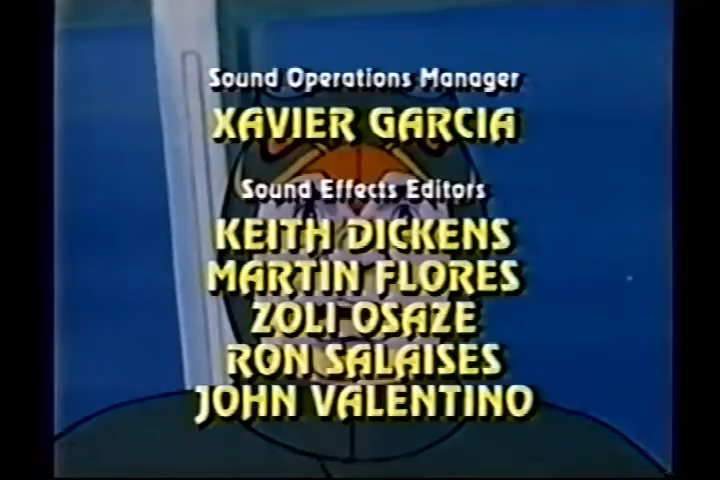 Sound Operations Manager
XAVIER GARCIA
Sound Effects Editors
KEITH DICKENS
MARTIN FLORES
ZOLI OSAZE
RON SALAISES
JOHN VALENTINO